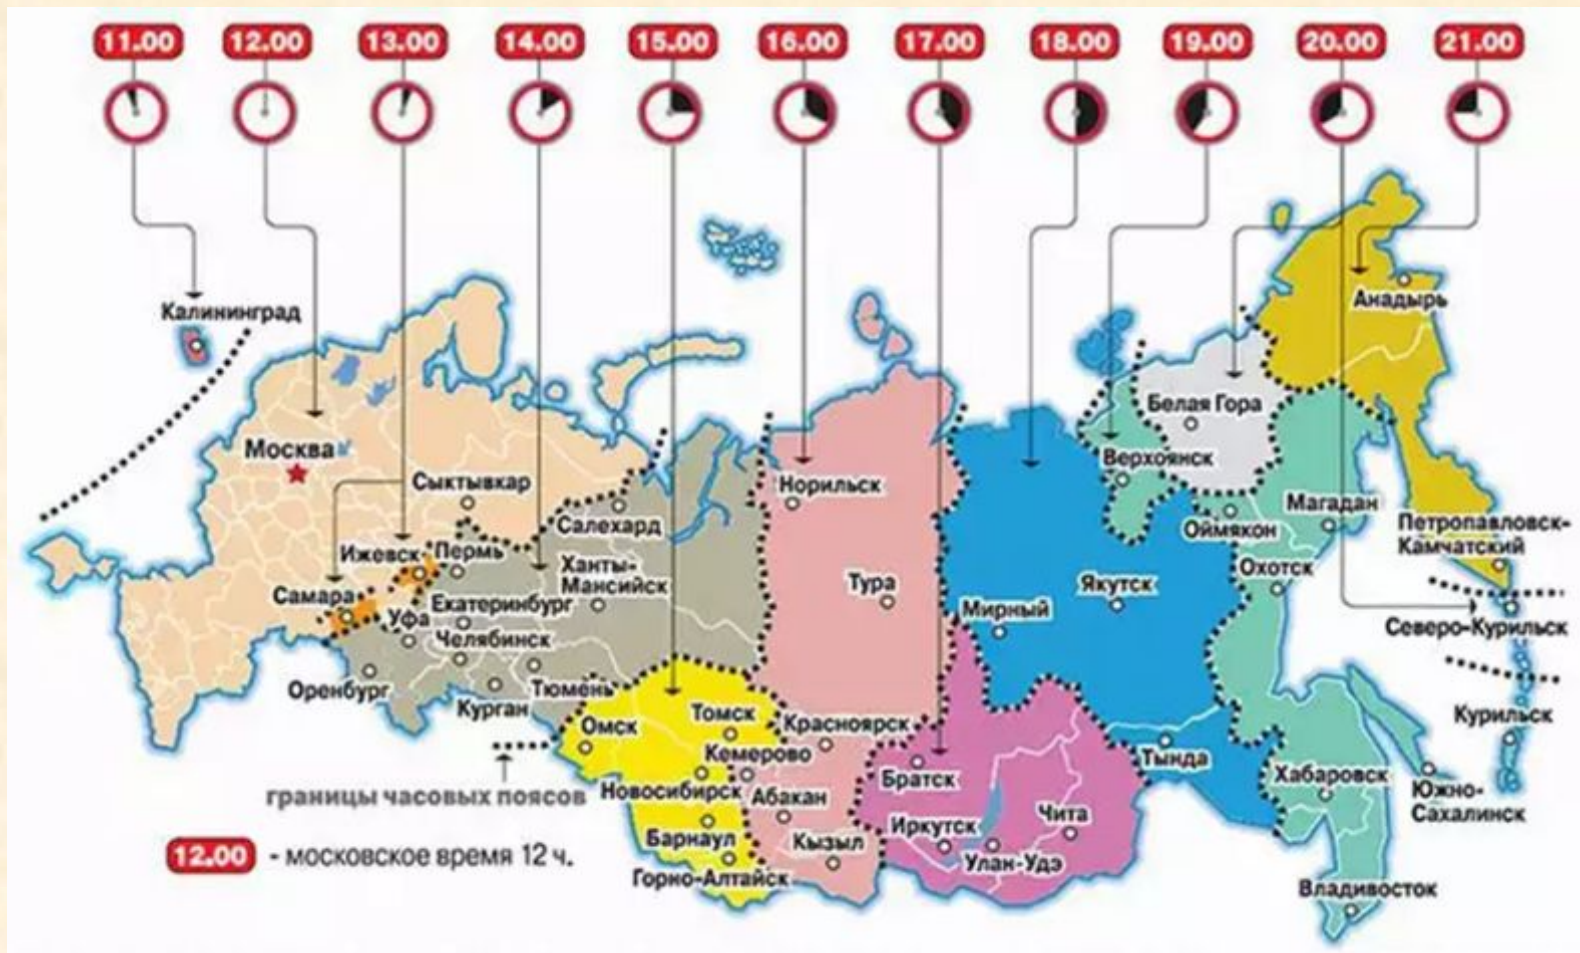 11.00 12.00 13.00 14.00 15.00 16.00 17.00 18.00 19.00 20.00 21.00
Калининград
Анадырь
Белая Гора
Москва
Верхоянск
Сыктывкар
Норильск
Салехард
Магадан
Оймякон
Петропавловск-
Камчатский
Ижевск
Пермь
Ханты-
Мансийск
Тура
Якутск
Охотск
Самара
Уфа
Екатеринбург
Мирный
Северо-Курильск
Челябинск
Оренбург
Тюмень
Курган
Омск
Томск
Красноярск
Курильск
Кемерово
Братск
Тында
Хабаровск
границы часовых поясов
Новосибирск
Абакан
Южно-
Сахалинск
Иркутск
Чита
Барнаул
Кызыл
Улан-Удэ
12.00 - московское время 12 ч.
Горно-Алтайск
Владивосток